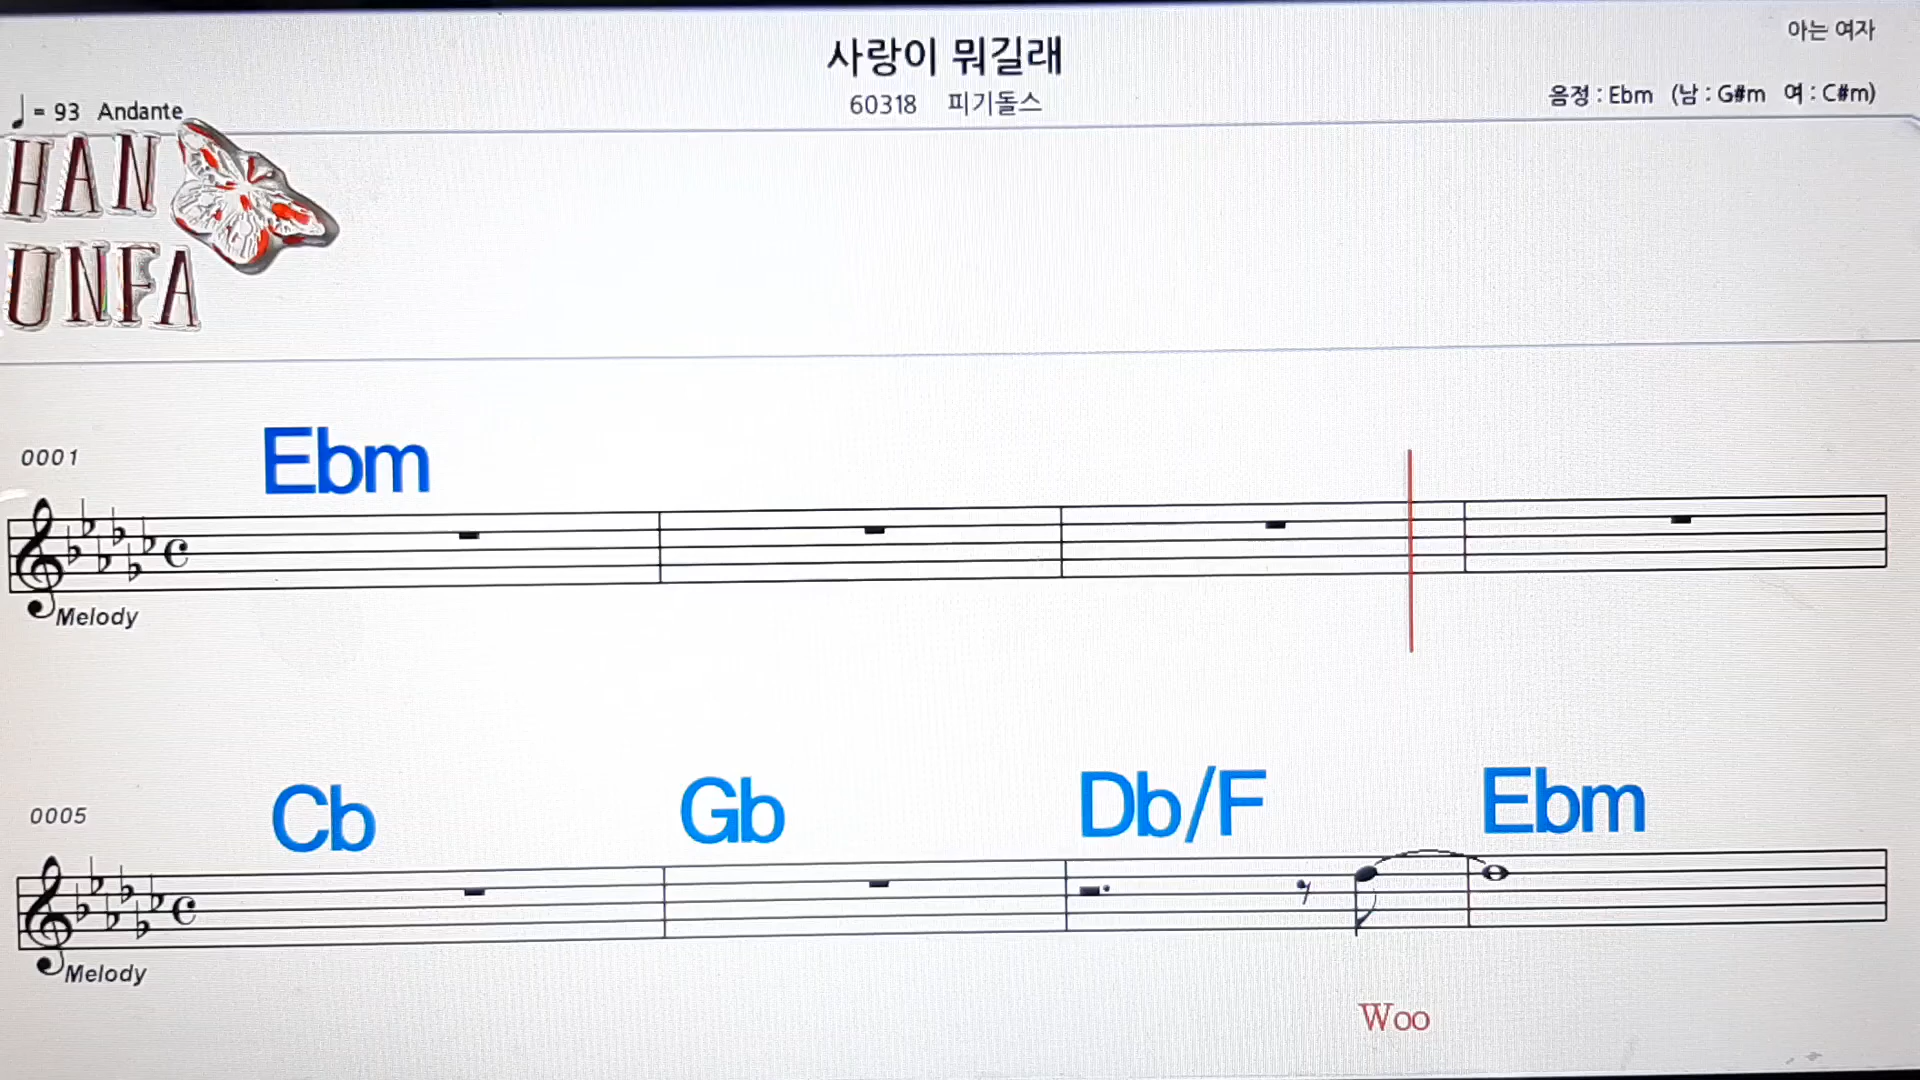 아는 여자
사랑이 뭐길래
60318 피기돌스
음정 : Ebm (남 : G#m 여 : C#m)
♩ = 93 Andante
HAN
UNFA
0001
Ebm
Melody
0005
Cb Gb Db/F Ebm
Melody
Woo